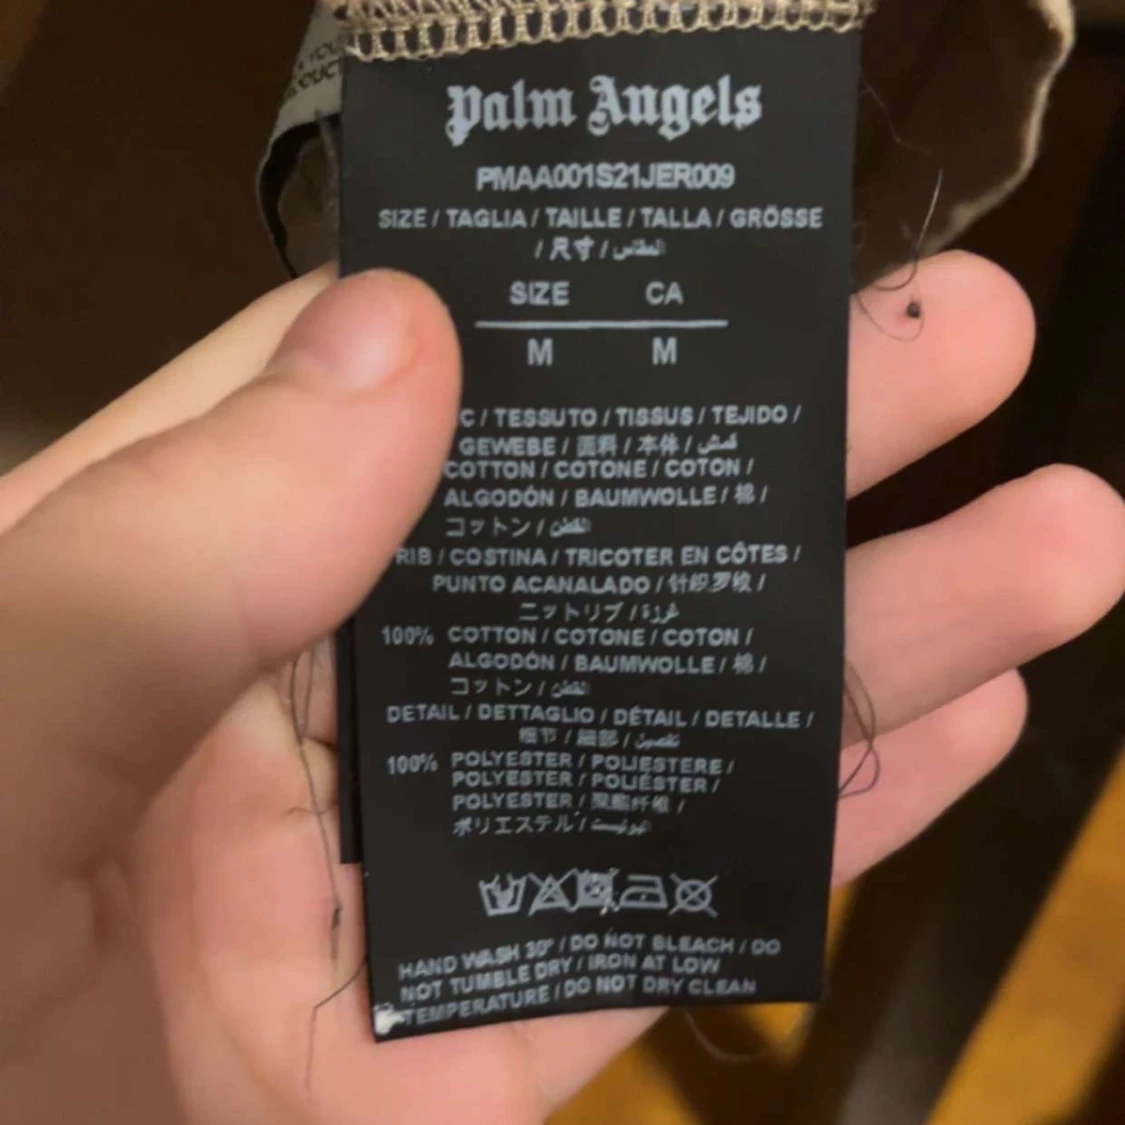 YOU
ODUCT
Palm Angels
PMAA001S21JER009
SIZE / TAGLIA / TAILLE / TALLA / GRÖSSE
/ 尺寸 / المقاس
SIZE CA
M M
C / TESSUTO / TISSUS / TEJIDO /
GEWEBE / 面料 / 本体 / قمش
COTTON / COTONE / COTON /
ALGODÓN / BAUMWOLLE / 棉 /
コットン / القطن
RIB / COSTINA / TRICOTER EN CÔTES /
PUNTO ACANALADO / 针织罗纹 /
ニットリブ / غرزة
100% COTTON / COTONE / COTON /
ALGODÓN / BAUMWOLLE / 棉 /
コットン / القطن
DETAIL / DETTAGLIO / DÉTAIL / DETALLE /
细节 / 細部 / تفصيل
100% POLYESTER / POLIESTERE /
POLYESTER / POLIÉSTER /
POLYESTER / 聚酯纤维 /
ポリエステル /
HAND WASH 30° / DO NOT BLEACH / DO
NOT TUMBLE DRY / IRON AT LOW
TEMPERATURE / DO NOT DRY CLEAN